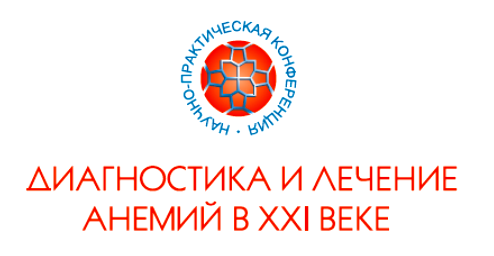 НАУЧНО-ПРАКТИЧЕСКАЯ КОНФЕРЕНЦИЯ ·
ДИАГНОСТИКА И ЛЕЧЕНИЕ
АНЕМИЙ В XXI ВЕКЕ